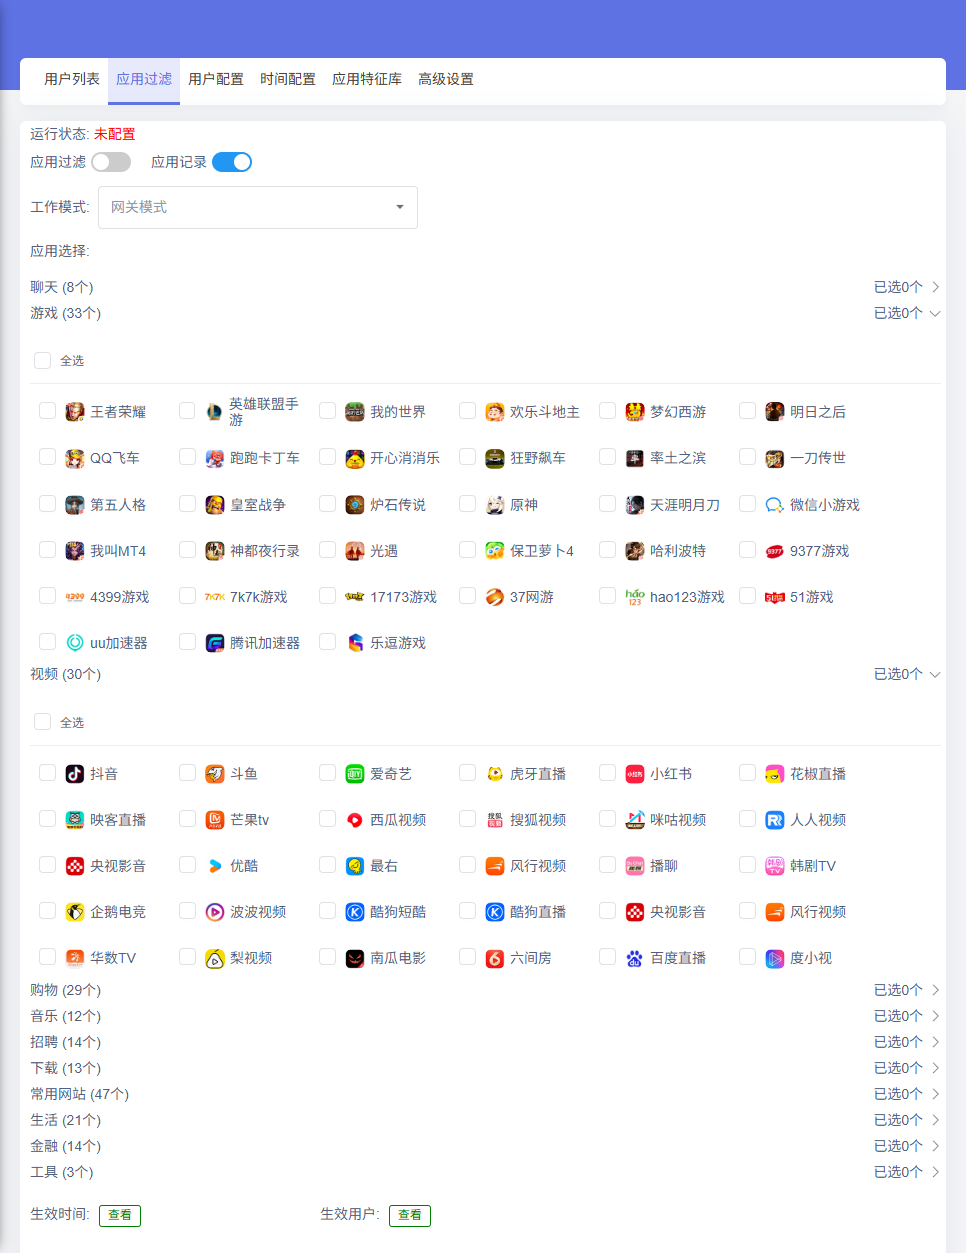 用户列表 应用过滤 用户配置 时间配置 应用特征库 高级设置
运行状态: 未配置
应用过滤 应用记录
工作模式: 网关模式
应用选择:
聊天 (8个) 已选0个
游戏 (33个) 已选0个
全选
王者荣耀 英雄联盟手游 我的世界 欢乐斗地主 梦幻西游 明日之后
QQ飞车 跑跑卡丁车 开心消消乐 狂野飙车 率土之滨 一刀传世
第五人格 皇室战争 炉石传说 原神 天涯明月刀 微信小游戏
我叫MT4 神都夜行录 光遇 保卫萝卜4 哈利波特 9377游戏
4399游戏 7k7k游戏 17173游戏 37网游 hao123游戏 51游戏
uu加速器 腾讯加速器 乐逗游戏
视频 (30个) 已选0个
全选
抖音 斗鱼 爱奇艺 虎牙直播 小红书 花椒直播
映客直播 芒果tv 西瓜视频 搜狐视频 咪咕视频 人人视频
央视影音 优酷 最右 风行视频 播聊 韩剧TV
企鹅电竞 波波视频 酷狗短酷 酷狗直播 央视影音 风行视频
华数TV 梨视频 南瓜电影 六间房 百度直播 度小视
购物 (29个) 已选0个
音乐 (12个) 已选0个
招聘 (14个) 已选0个
下载 (13个) 已选0个
常用网站 (47个) 已选0个
生活 (21个) 已选0个
金融 (14个) 已选0个
工具 (3个) 已选0个
生效时间: 查看 生效用户: 查看